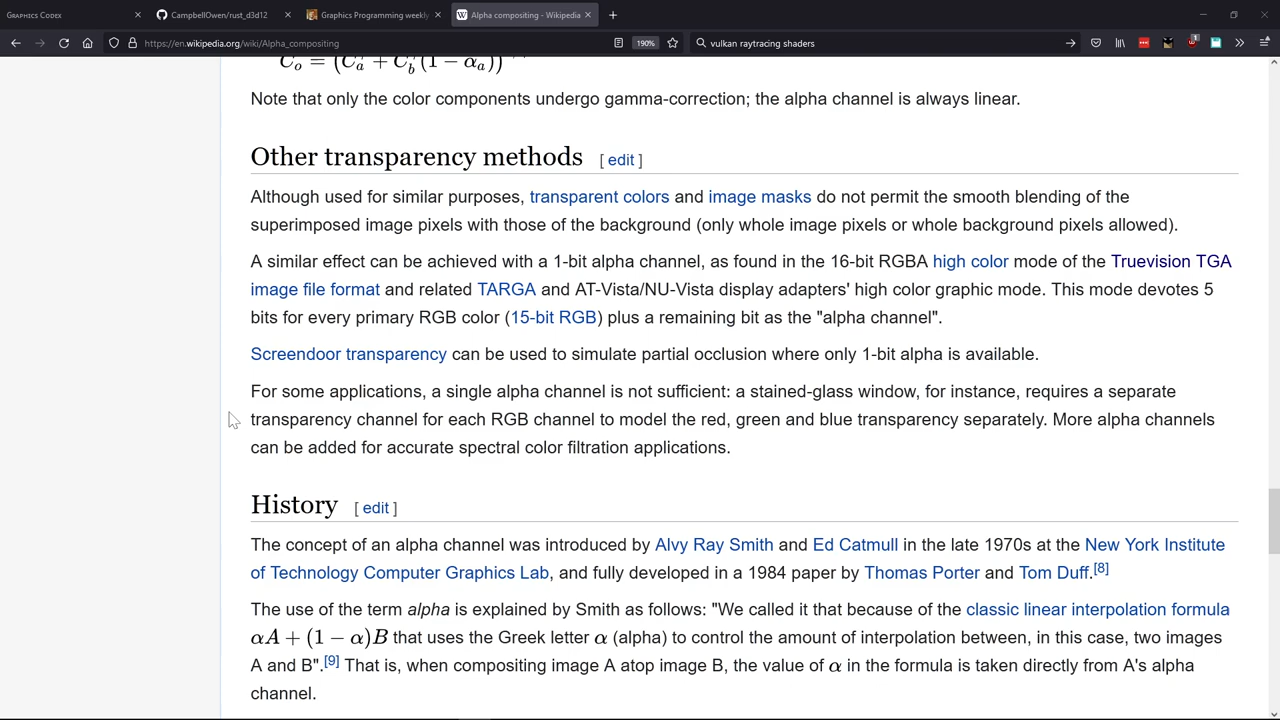 GRAPHICS CODEX
CampbellOwen/rust_d3d12
Graphics Programming weekly
Alpha compositing - Wikipedia
https://en.wikipedia.org/wiki/Alpha_compositing
190%
vulkan raytracing shaders
Note that only the color components undergo gamma-correction; the alpha channel is always linear.
Other transparency methods [ edit ]
Although used for similar purposes, transparent colors and image masks do not permit the smooth blending of the
superimposed image pixels with those of the background (only whole image pixels or whole background pixels allowed).
A similar effect can be achieved with a 1-bit alpha channel, as found in the 16-bit RGBA high color mode of the Truevision TGA
image file format and related TARGA and AT-Vista/NU-Vista display adapters' high color graphic mode. This mode devotes 5
bits for every primary RGB color (15-bit RGB) plus a remaining bit as the "alpha channel".
Screendoor transparency can be used to simulate partial occlusion where only 1-bit alpha is available.
For some applications, a single alpha channel is not sufficient: a stained-glass window, for instance, requires a separate
transparency channel for each RGB channel to model the red, green and blue transparency separately. More alpha channels
can be added for accurate spectral color filtration applications.
History [ edit ]
The concept of an alpha channel was introduced by Alvy Ray Smith and Ed Catmull in the late 1970s at the New York Institute
of Technology Computer Graphics Lab, and fully developed in a 1984 paper by Thomas Porter and Tom Duff.[8]
The use of the term alpha is explained by Smith as follows: "We called it that because of the classic linear interpolation formula
αA + (1 − α)B that uses the Greek letter α (alpha) to control the amount of interpolation between, in this case, two images
A and B".[9] That is, when compositing image A atop image B, the value of α in the formula is taken directly from A's alpha
channel.